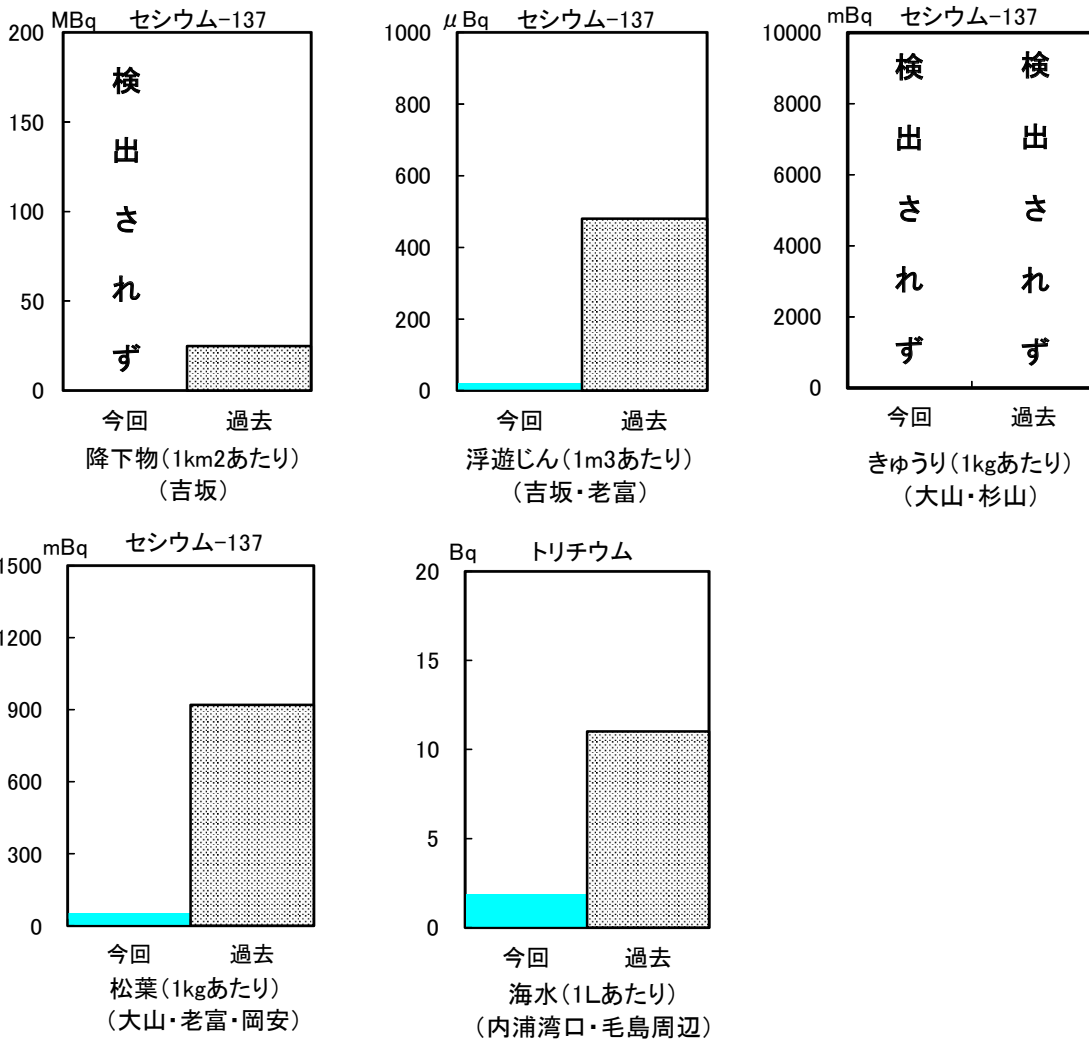 MBq セシウム-137
200
150
100
50
0
検出されず
今回 過去
降下物(1km2あたり)
(吉坂)
μBq セシウム-137
1000
800
600
400
200
0
今回 過去
浮遊じん(1m3あたり)
(吉坂・老富)
mBq セシウム-137
10000
8000
6000
4000
2000
0
検出されず
検出されず
今回 過去
きゅうり(1kgあたり)
(大山・杉山)
mBq セシウム-137
1500
1200
900
600
300
0
今回 過去
松葉(1kgあたり)
(大山・老富・岡安)
Bq トリチウム
20
15
10
5
0
今回 過去
海水(1Lあたり)
(内浦湾口・毛島周辺)